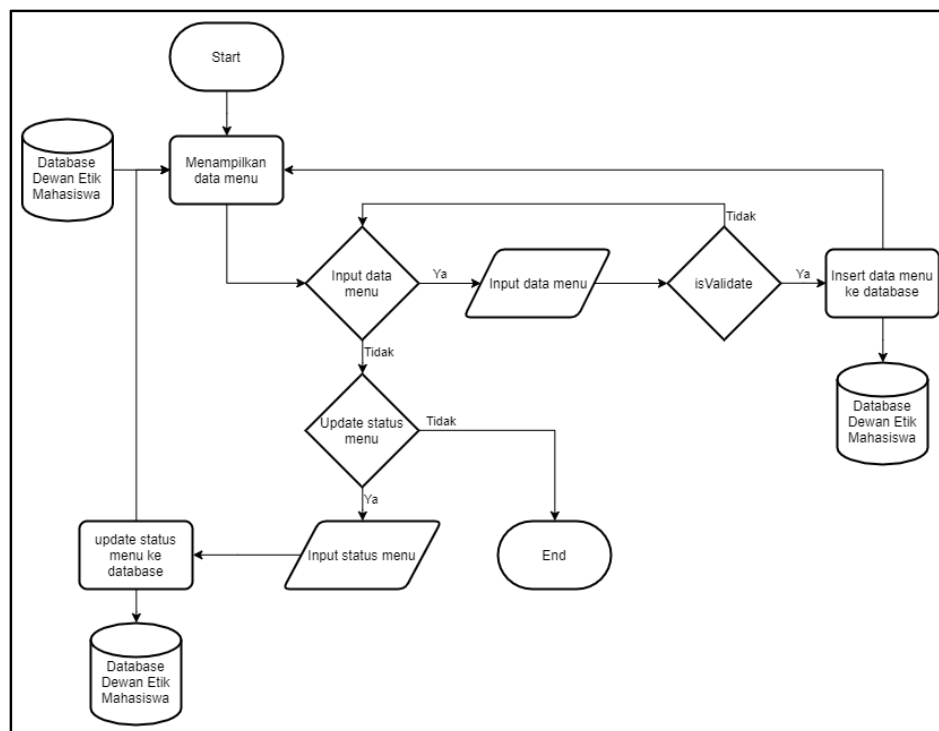 Start
Database
Dewan Etik
Mahasiswa
Menampilkan
data menu
Tidak
Input data
menu
Ya
Input data menu
isValidate
Ya
Insert data menu
ke database
Tidak
Database
Dewan Etik
Mahasiswa
Update status
menu
Tidak
Ya
update status
menu ke
database
Input status menu
End
Database
Dewan Etik
Mahasiswa